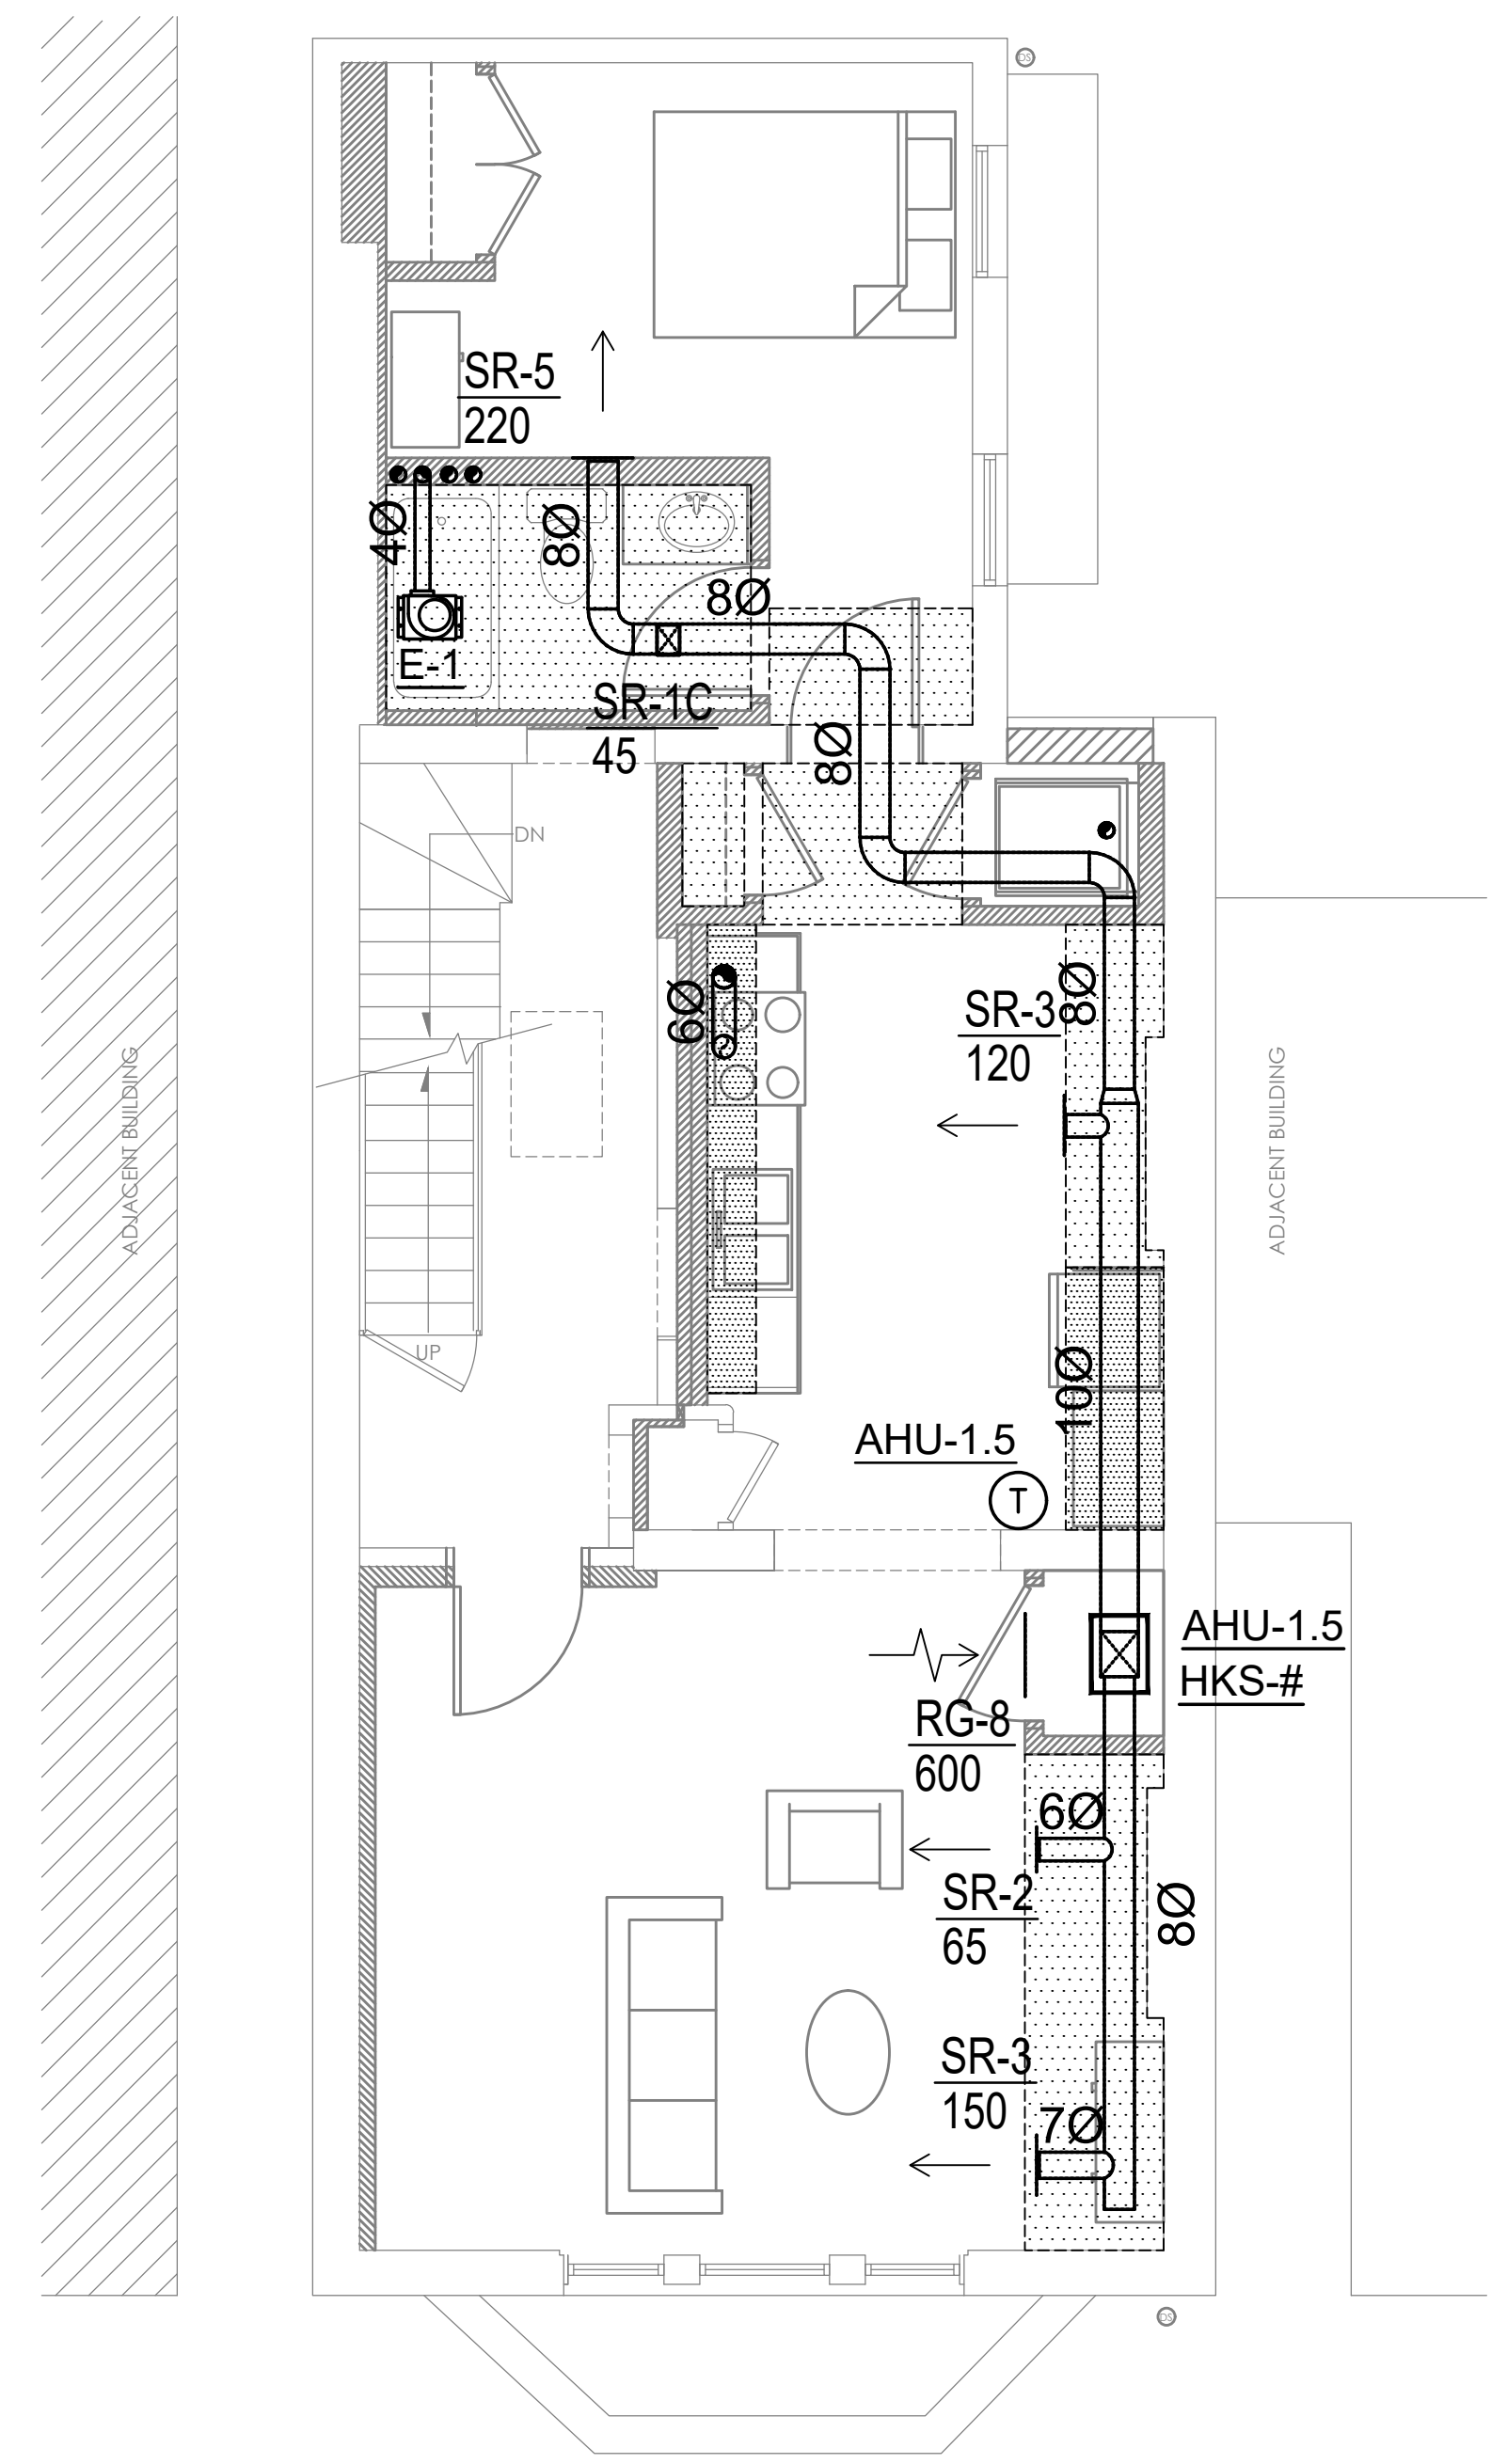 DS
SR-5
220
4Ø
8Ø
8Ø
E-1
SR-1C
45
8Ø
DN
6Ø
SR-3
120
8Ø
ADJACENT BUILDING
ADJACENT BUILDING
UP
10Ø
AHU-1.5
T
AHU-1.5
HKS-#
RG-8
600
6Ø
SR-2
65
8Ø
SR-3
150
7Ø
DS